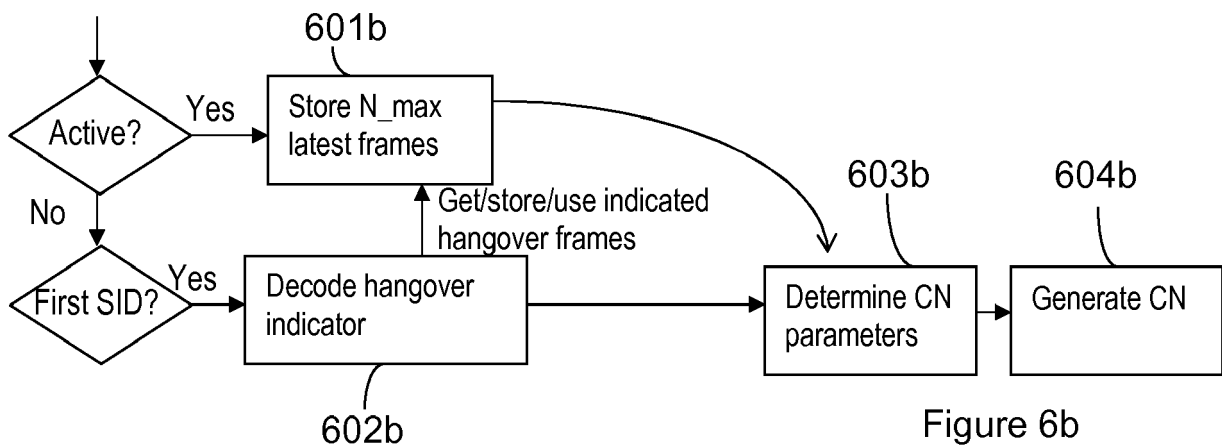 601b
Yes
Store N_max
latest frames
Active?
No
Get/store/use indicated
hangover frames
603b
604b
First SID?
Yes
Decode hangover
indicator
Determine CN
parameters
Generate CN
602b
Figure 6b